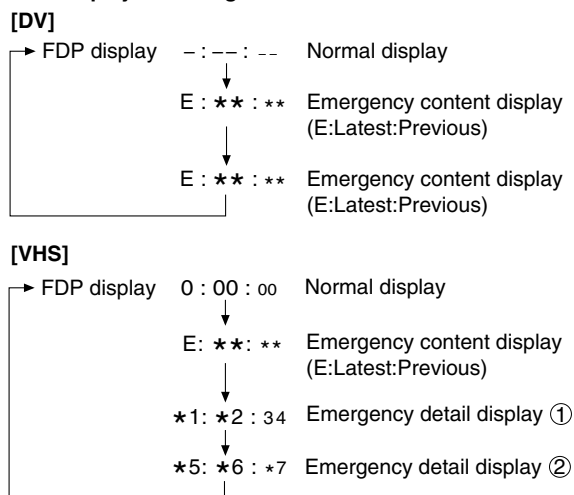 [DV]
FDP display – : – – : – – Normal display
E : ** : ** Emergency content display
(E:Latest:Previous)
E : ** : ** Emergency content display
(E:Latest:Previous)
[VHS]
FDP display 0 : 00 : 00 Normal display
E: **: ** Emergency content display
(E:Latest:Previous)
*1: *2 : 34 Emergency detail display ①
*5: *6 : *7 Emergency detail display ②